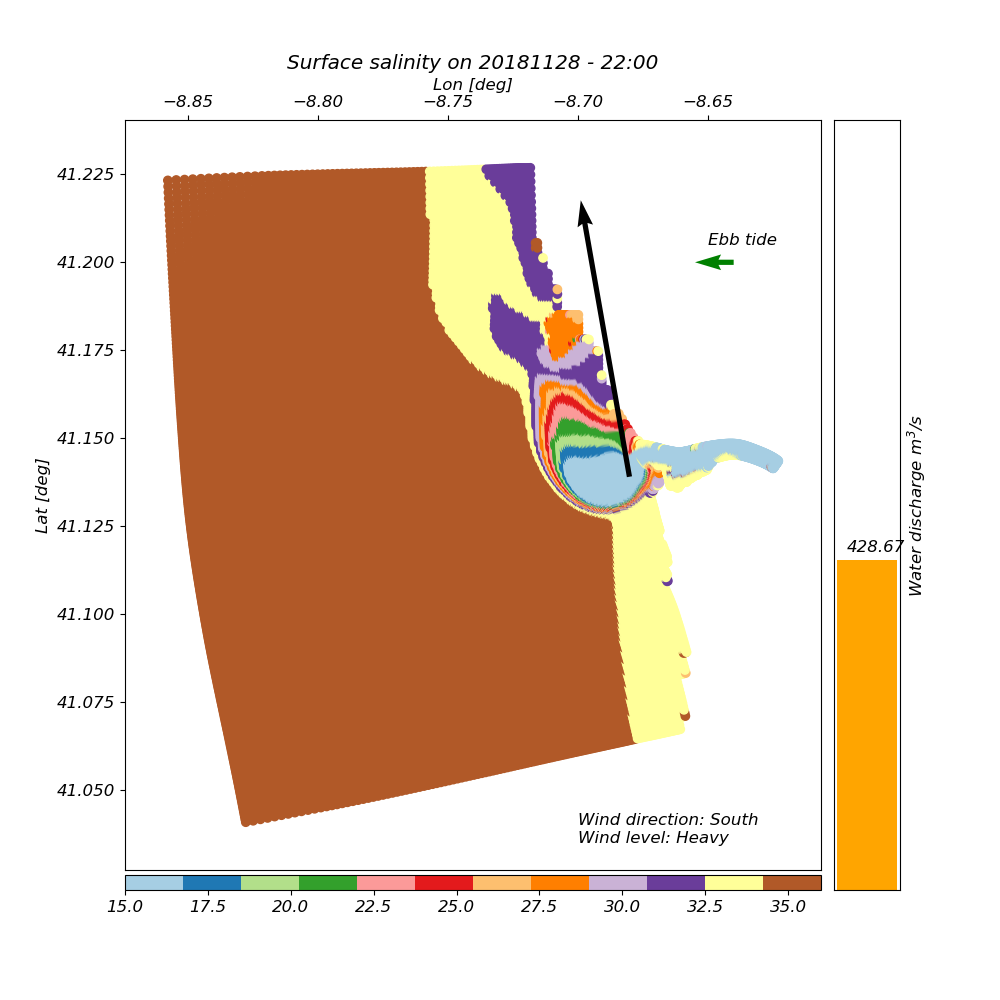 Surface salinity on 20181128 - 22:00
Lon [deg]
−8.85 −8.80 −8.75 −8.70 −8.65
41.225
41.200
41.175
41.150
41.125
41.100
41.075
41.050
Lat [deg]
Ebb tide
Wind direction: South
Wind level: Heavy
15.0 17.5 20.0 22.5 25.0 27.5 30.0 32.5 35.0
428.67
Water discharge m³/s